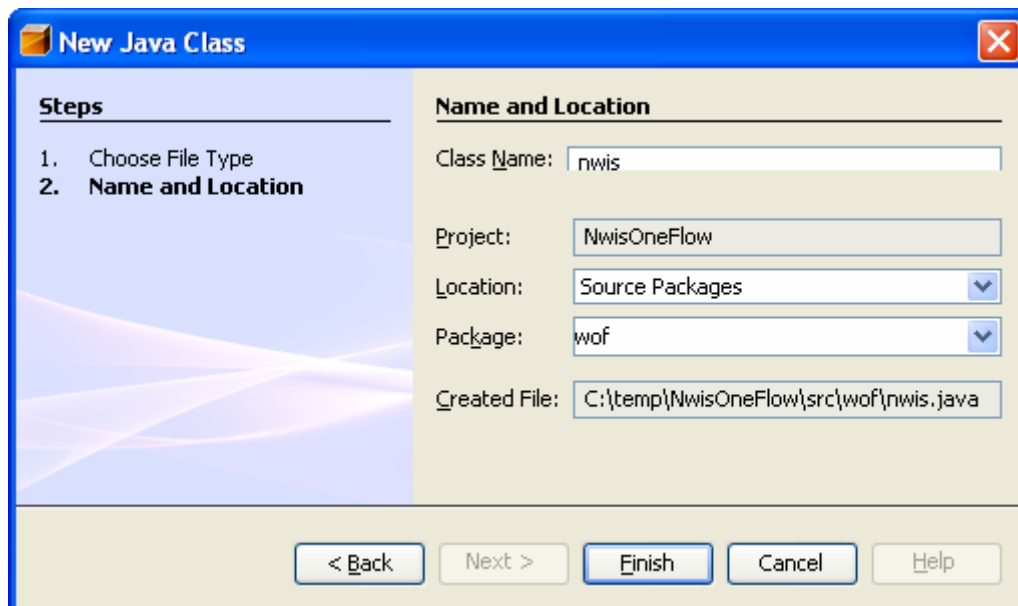 New Java Class
Steps
1. Choose File Type
2. Name and Location
Name and Location
Class Name: nwis
Project: NwisOneFlow
Location: Source Packages
Package: wof
Created File: C:\temp\NwisOneFlow\src\wof\nwis.java
< Back Next > Finish Cancel Help